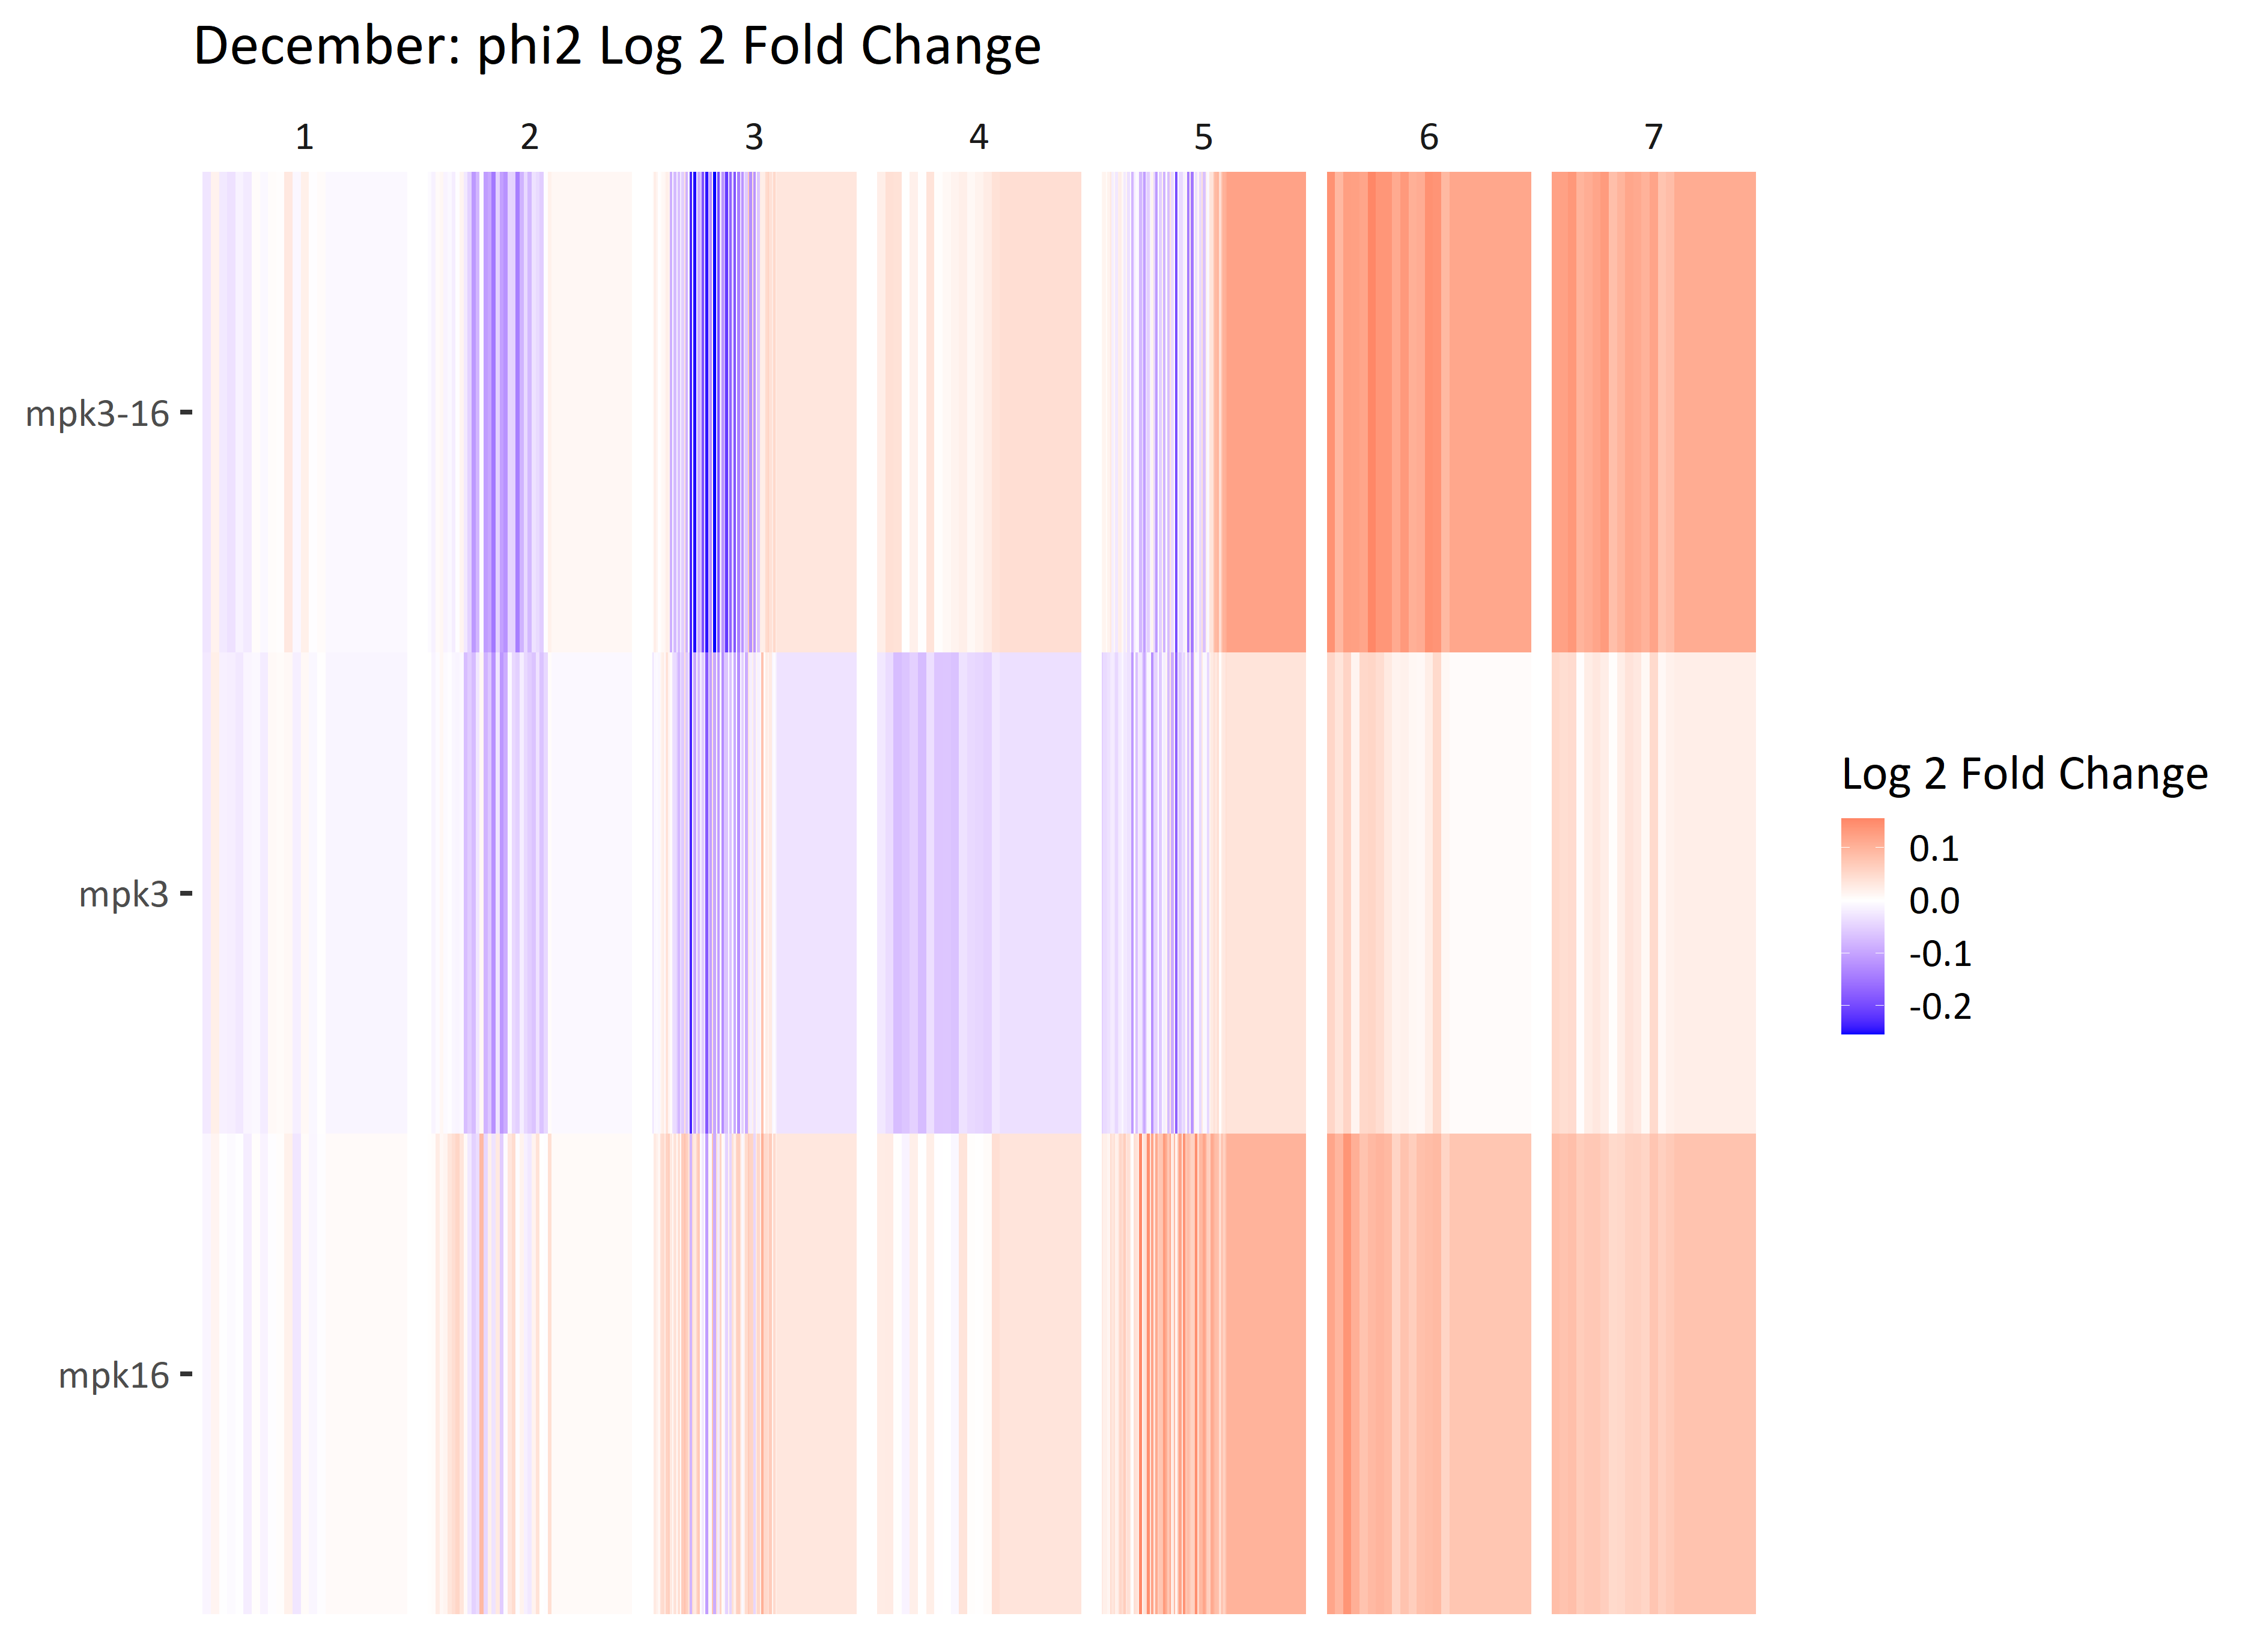 December: phi2 Log 2 Fold Change
1 2 3 4 5 6 7
mpk3-16
mpk3
mpk16
Log 2 Fold Change
0.1
0.0
-0.1
-0.2